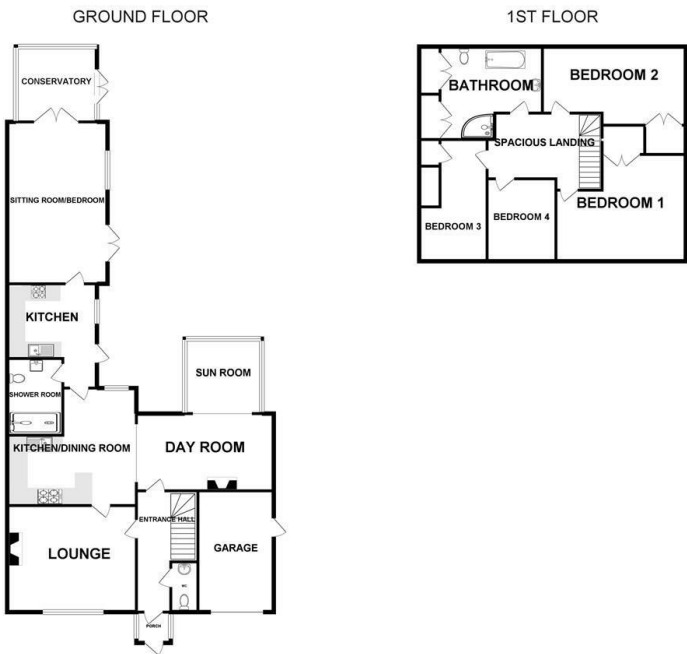 GROUND FLOOR
CONSERVATORY
SITTING ROOM/BEDROOM
KITCHEN
SHOWER ROOM
SUN ROOM
KITCHEN/DINING ROOM
DAY ROOM
ENTRANCE HALL
LOUNGE
GARAGE
WC
PORCH
1ST FLOOR
BATHROOM
BEDROOM 2
SPACIOUS LANDING
BEDROOM 1
BEDROOM 3
BEDROOM 4